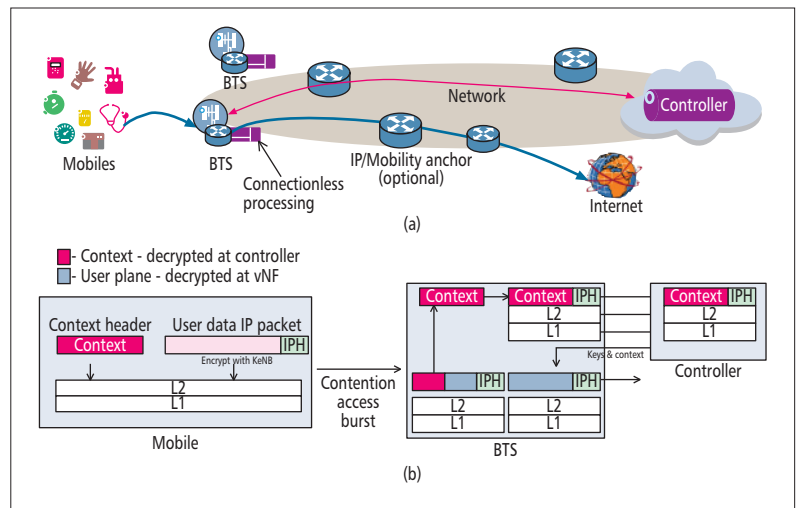 BTS
Network
Controller
Mobiles
BTS
IP/Mobility anchor
(optional)
Connectionless
processing
Internet
(a)
- Context - decrypted at controller
- User plane - decrypted at vNF
Context header
User data IP packet
Context
IPH
Encrypt with KeNB
L2
L1
Mobile
Contention
access
burst
Context
Context
IPH
L2
L1
IPH
IPH
L2
L1
L2
L1
BTS
Keys & context
Context
IPH
L2
L1
Controller
(b)